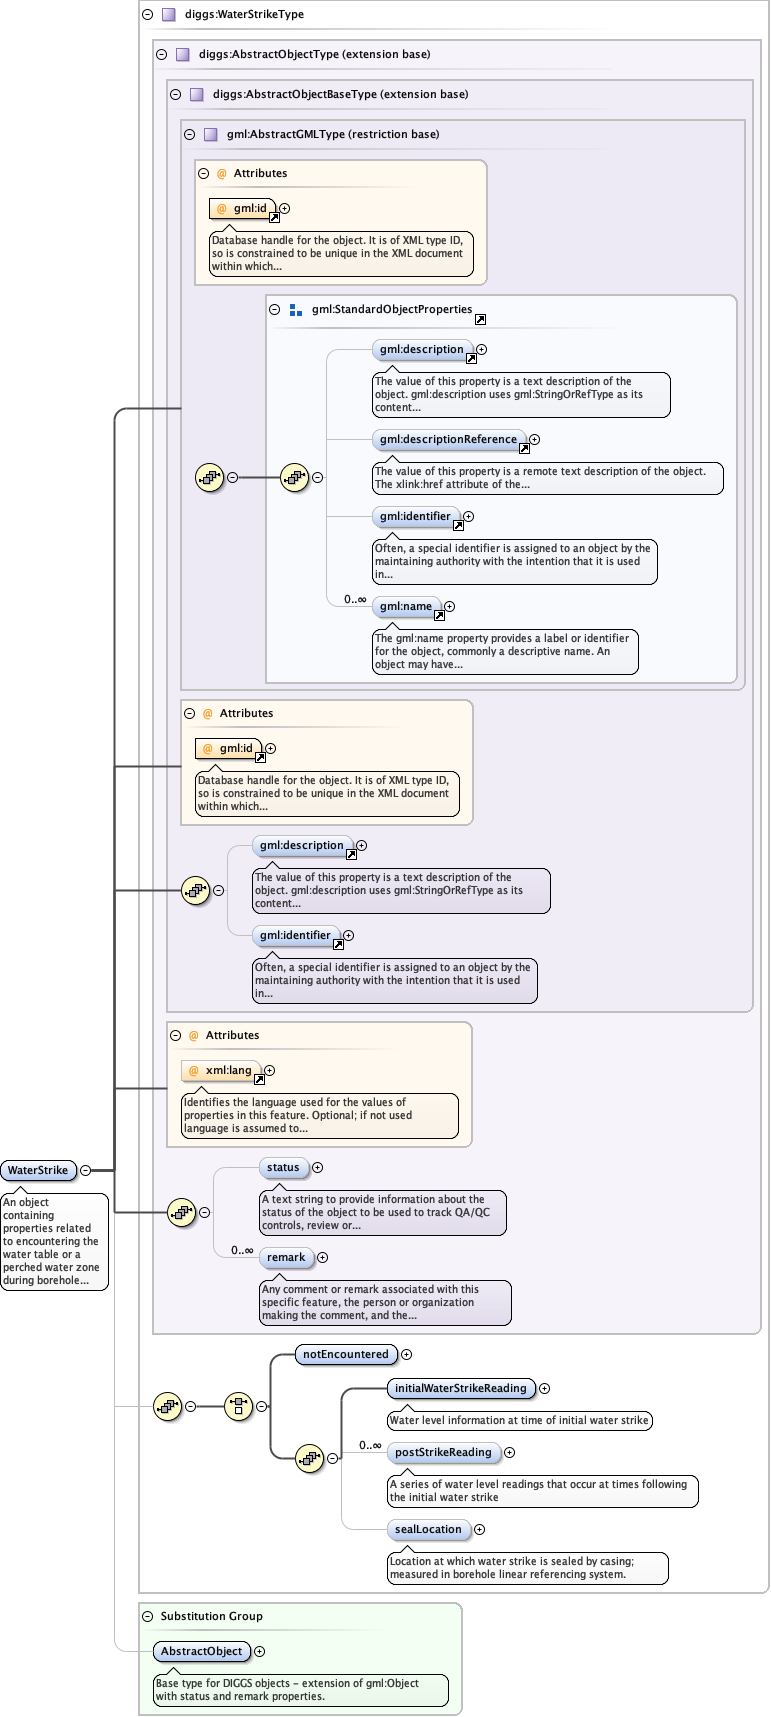 diggs:WaterStrikeType
diggs:AbstractObjectType (extension base)
diggs:AbstractObjectBaseType (extension base)
gml:AbstractGMLType (restriction base)
@ Attributes
@ gml:id
Database handle for the object. It is of XML type ID,
so is constrained to be unique in the XML document
within which...
gml:StandardObjectProperties
gml:description
The value of this property is a text description of the
object. gml:description uses gml:StringOrRefType as its
content...
gml:descriptionReference
The value of this property is a remote text description of the object.
The xlink:href attribute of the...
gml:identifier
Often, a special identifier is assigned to an object by the
maintaining authority with the intention that it is used
in...
0..∞
gml:name
The gml:name property provides a label or identifier
for the object, commonly a descriptive name. An
object may have...
@ Attributes
@ gml:id
Database handle for the object. It is of XML type ID,
so is constrained to be unique in the XML document
within which...
gml:description
The value of this property is a text description of the
object. gml:description uses gml:StringOrRefType as its
content...
gml:identifier
Often, a special identifier is assigned to an object by the
maintaining authority with the intention that it is used
in...
@ Attributes
@ xml:lang
Identifies the language used for the values of
properties in this feature. Optional; if not used
language is assumed to...
WaterStrike
An object
containing
properties related
to encountering the
water table or a
perched water zone
during borehole...
status
A text string to provide information about the
status of the object to be used to track QA/QC
controls, review or...
0..∞
remark
Any comment or remark associated with this
specific feature, the person or organization
making the comment, and the...
notEncountered
initialWaterStrikeReading
Water level information at time of initial water strike
0..∞
postStrikeReading
A series of water level readings that occur at times following
the initial water strike
sealLocation
Location at which water strike is sealed by casing;
measured in borehole linear referencing system.
Substitution Group
AbstractObject
Base type for DIGGS objects - extension of gml:Object
with status and remark properties.